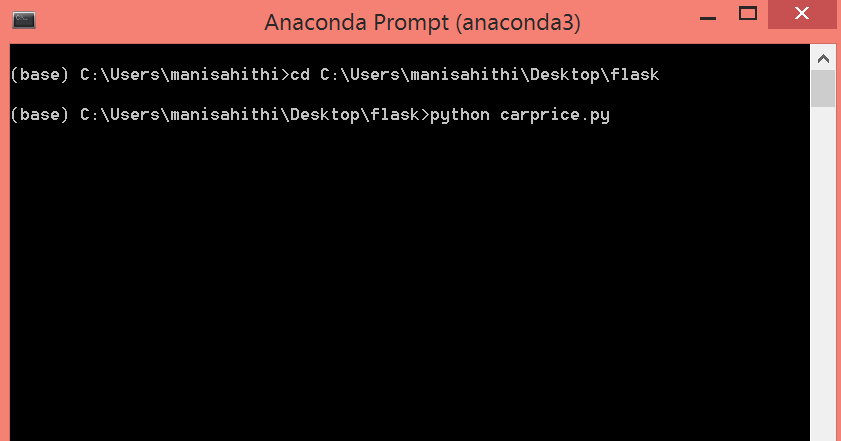 Anaconda Prompt (anaconda3)
(base) C:\Users\manisahithi>cd C:\Users\manisahithi\Desktop\flask
(base) C:\Users\manisahithi\Desktop\flask>python carprice.py